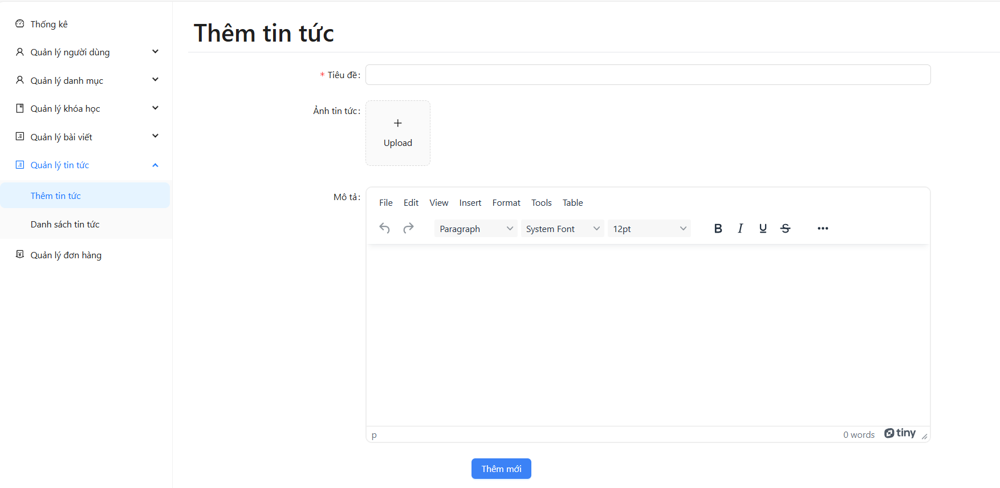 Thống kê
Quản lý người dùng
Quản lý danh mục
Quản lý khóa học
Quản lý bài viết
Quản lý tin tức
Thêm tin tức
Danh sách tin tức
Quản lý đơn hàng
Thêm tin tức
* Tiêu đề:
Ảnh tin tức:
+
Upload
Mô tả:
File Edit View Insert Format Tools Table
Paragraph System Font 12pt B I U S ...
p 0 words tiny
Thêm mới